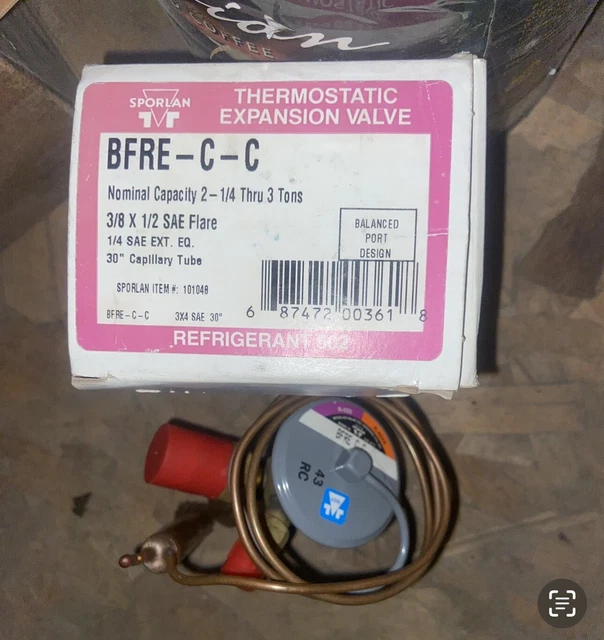 COFFEE
SPORLAN
THERMOSTATIC
EXPANSION VALVE
BFRE-C-C
Nominal Capacity 2-1/4 Thru 3 Tons
3/8 X 1/2 SAE Flare
1/4 SAE EXT. EQ.
30" Capillary Tube
BALANCED
PORT
DESIGN
SPORLAN ITEM #: 101048
6 87472 00361 8
BFRE-C-C 3X4 SAE 30"
REFRIGERANT 502
43
RC